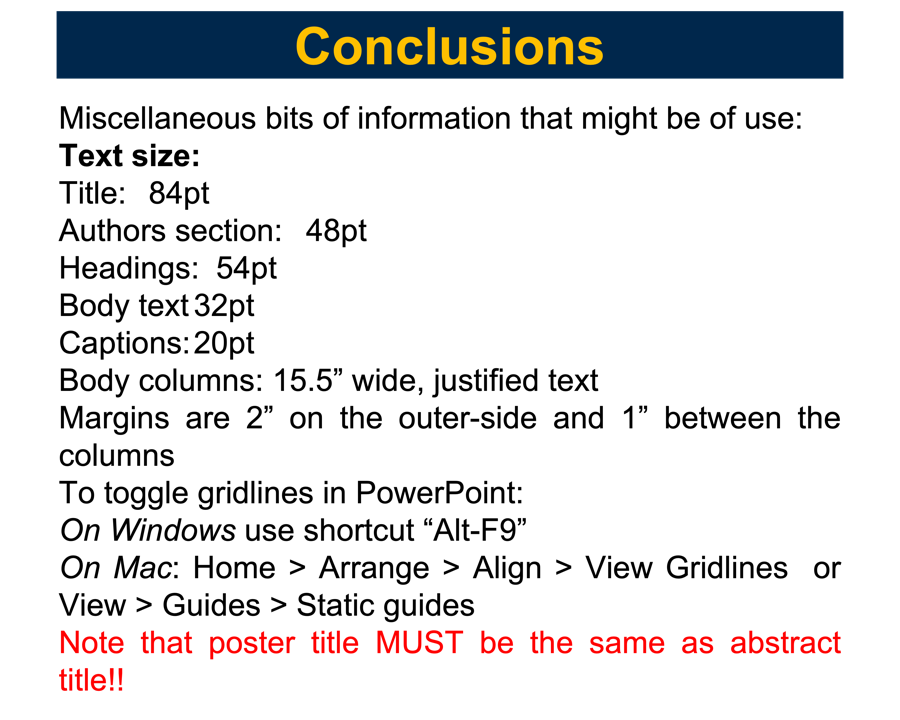 Conclusions
Miscellaneous bits of information that might be of use:
Text size:
Title: 84pt
Authors section: 48pt
Headings: 54pt
Body text 32pt
Captions: 20pt
Body columns: 15.5” wide, justified text
Margins are 2” on the outer-side and 1” between the
columns
To toggle gridlines in PowerPoint:
On Windows use shortcut “Alt-F9”
On Mac: Home > Arrange > Align > View Gridlines or
View > Guides > Static guides
Note that poster title MUST be the same as abstract
title!!